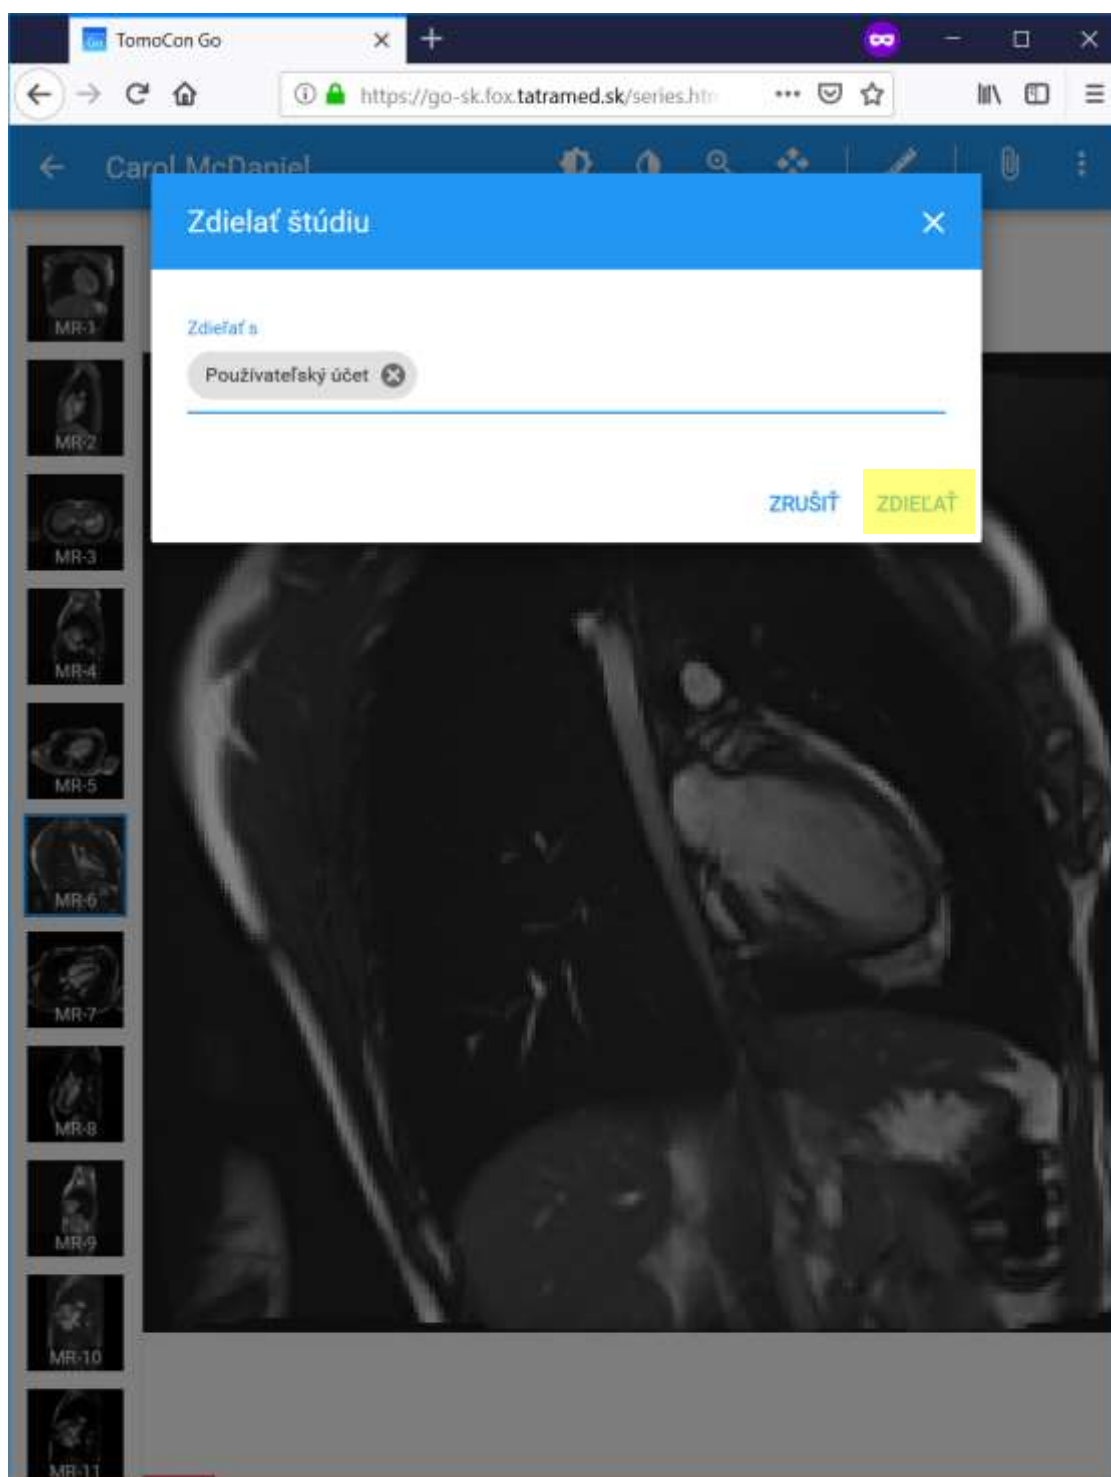 TomoCon Go
https://go-sk.fox.tatramed.sk/series.htm
Carol McDaniel
Zdielať štúdiu
Zdieľať s
Používateľský účet
ZRUŠIŤ ZDIEĽAŤ
MR-1
MR-2
MR-3
MR-4
MR-5
MR-6
MR-7
MR-8
MR-9
MR-10
MR-11